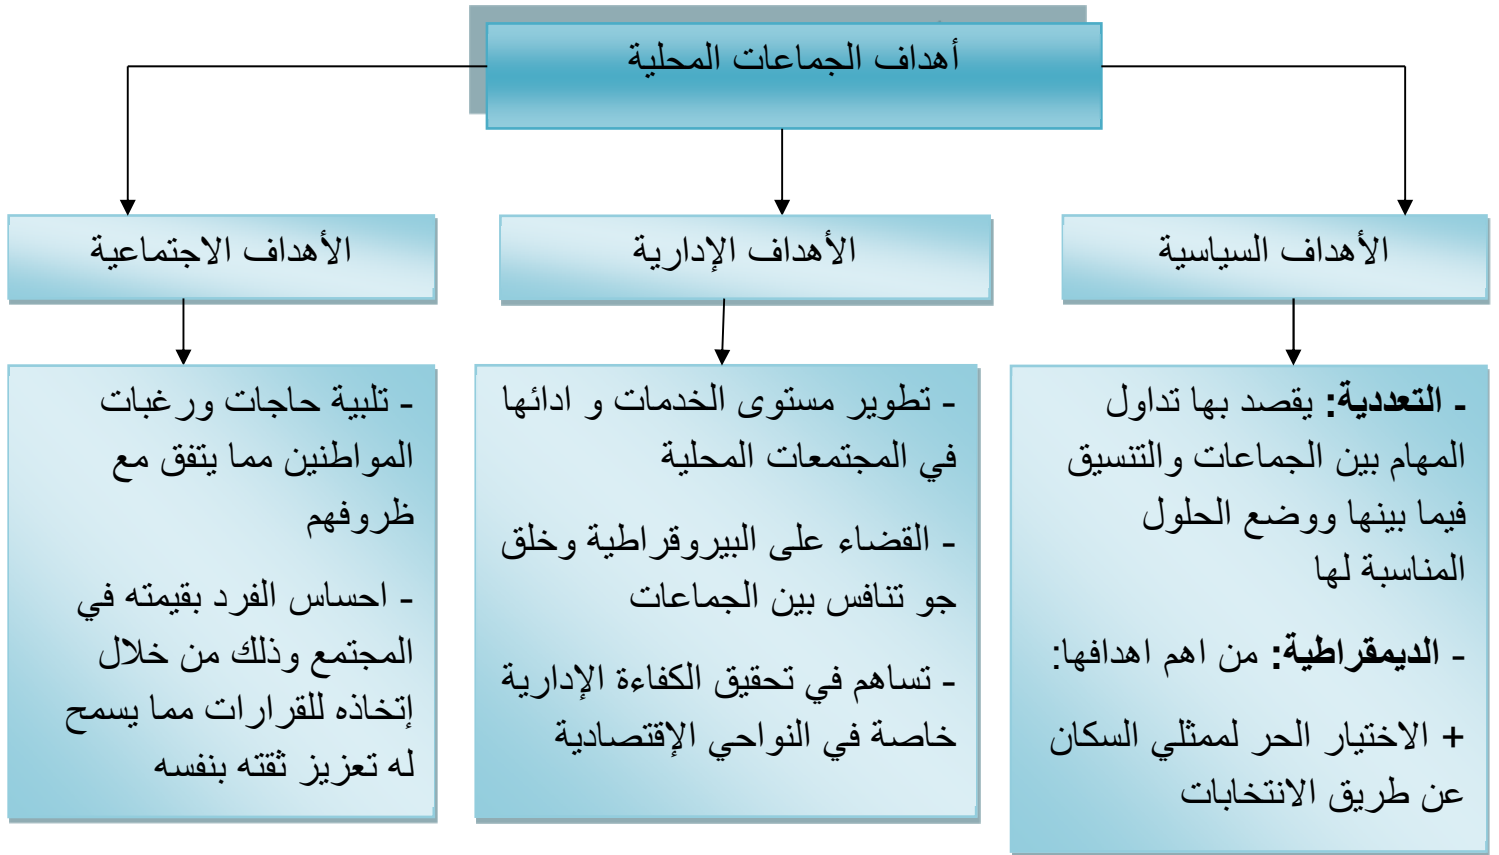 أهداف الجماعات المحلية
الأهداف السياسية
الأهداف الإدارية
الأهداف الاجتماعية
- التعددية: يقصد بها تداول
المهام بين الجماعات والتنسيق
فيما بينها ووضع الحلول
المناسبة لها
- الديمقراطية: من اهم اهدافها:
+ الاختيار الحر لممثلي السكان
عن طريق الانتخابات
- تطوير مستوى الخدمات و ادائها
في المجتمعات المحلية
- القضاء على البيروقراطية وخلق
جو تنافس بين الجماعات
- تساهم في تحقيق الكفاءة الإدارية
خاصة في النواحي الإقتصادية
- تلبية حاجات ورغبات
المواطنين مما يتفق مع
ظروفهم
- احساس الفرد بقيمته في
المجتمع وذلك من خلال
إتخاذه للقرارات مما يسمح
له تعزيز ثقته بنفسه